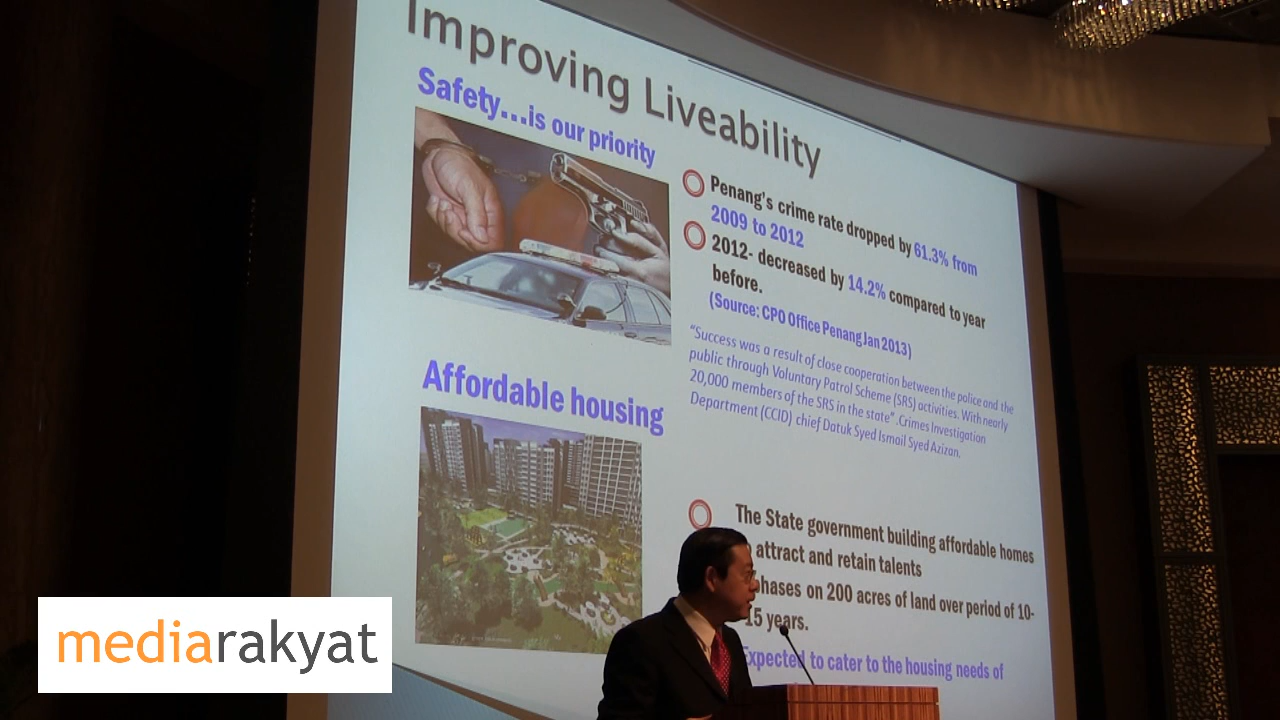 Improving Liveability
Safety...is our priority
Penang's crime rate dropped by 61.3% from
2009 to 2012
2012- decreased by 14.2% compared to year
before.
(Source: CPO Office Penang Jan 2013)
"Success was a result of close cooperation between the police and the
public through Voluntary Patrol Scheme (SRS) activities. With nearly
20,000 members of the SRS in the state" .Crimes Investigation
Department (CCID) chief Datuk Syed Ismail Syed Azizan.
Affordable housing
The State government building affordable homes
attract and retain talents
phases on 200 acres of land over period of 10-
15 years.
Expected to cater to the housing needs of
mediarakyat